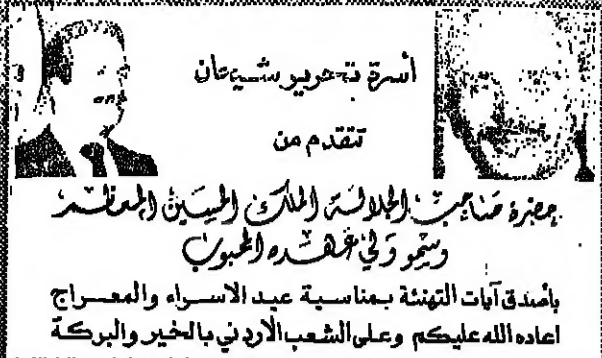 أسرة تحرير شيحان
تتقدم من
حضرة صاحب الجلالة الملك الحسين المعظم
وسمو ولي عهده المحبوب
بأصدق آيات التهنئة بمناسبة عيد الاسراء والمعراج
اعاده الله عليكم وعلى الشعب الاردني بالخير والبركة